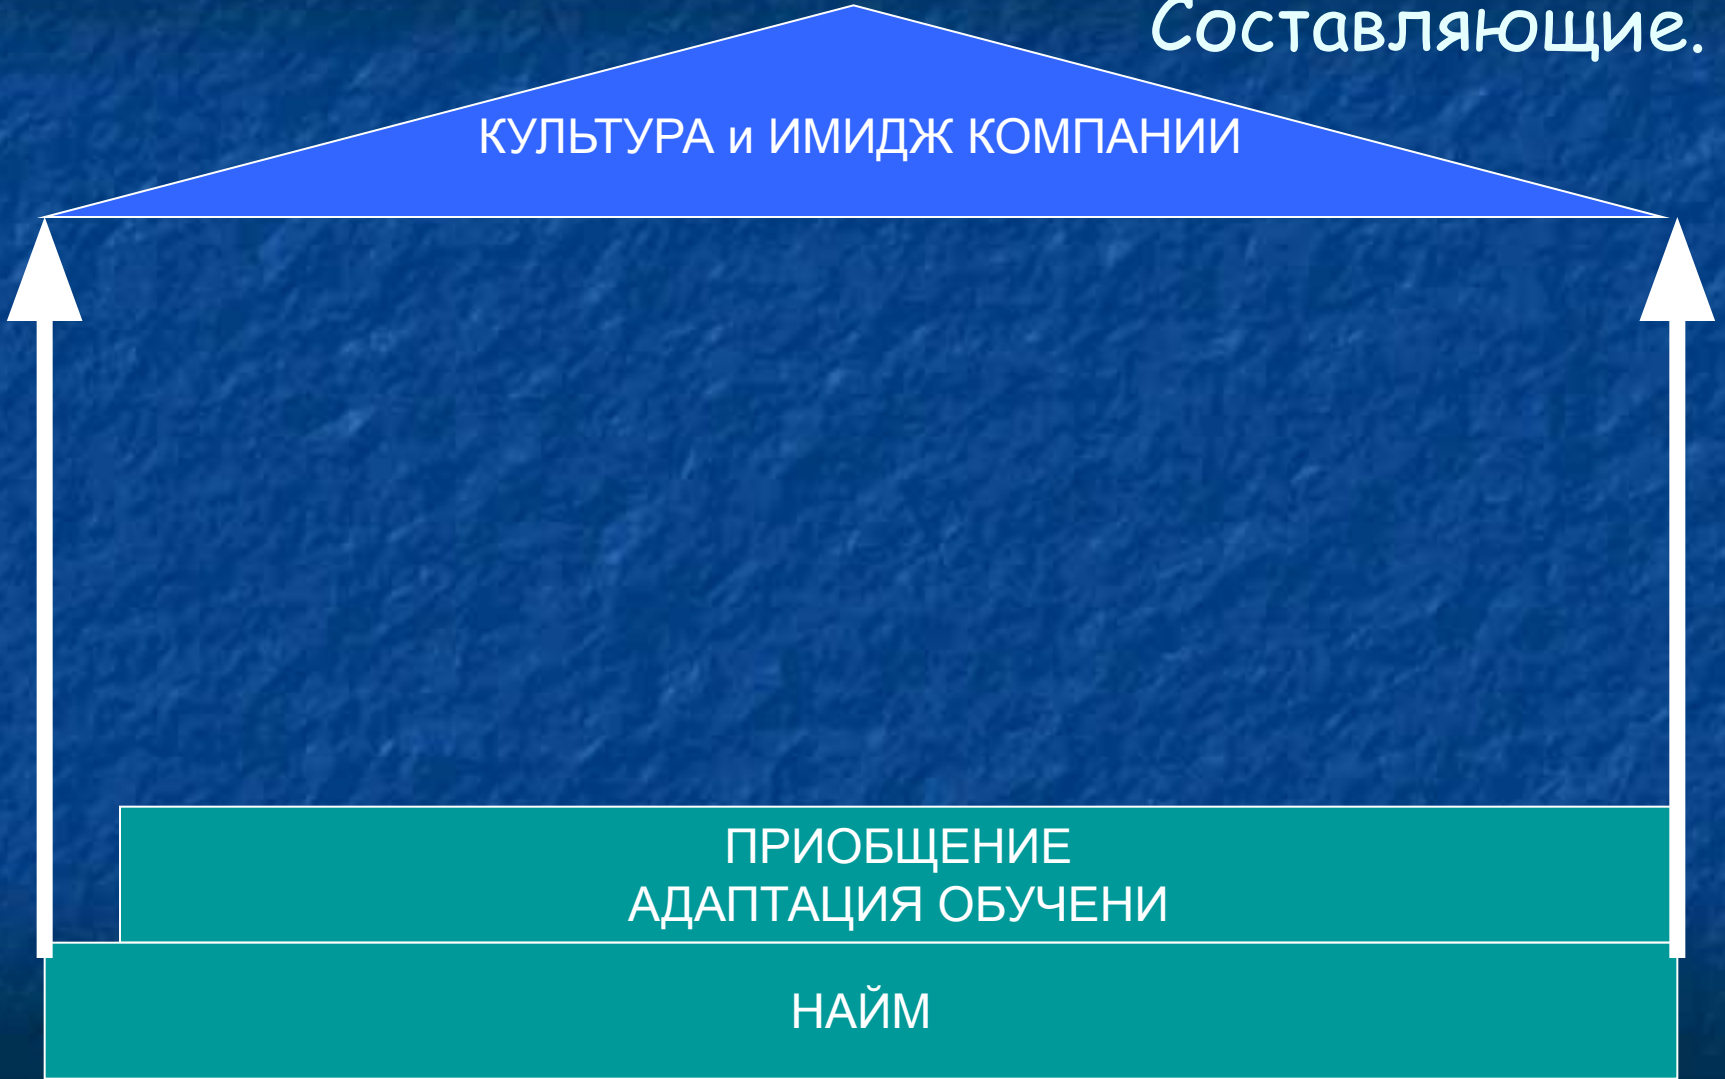 Составляющие.
КУЛЬТУРА и ИМИДЖ КОМПАНИИ
ПРИОБЩЕНИЕ
АДАПТАЦИЯ ОБУЧЕНИ
НАЙМ